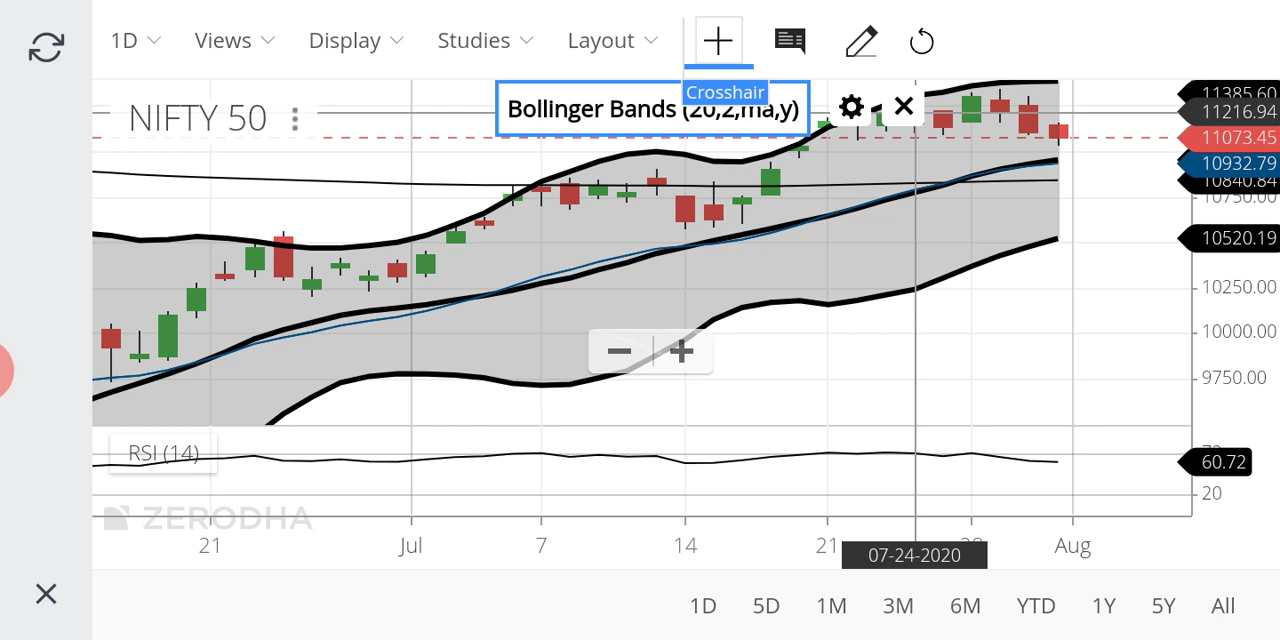 1D Views Display Studies Layout
Crosshair
NIFTY 50
Bollinger Bands (20,2,ma,y)
11385.60
11216.94
11073.45
10932.79
10840.84
10750.00
10520.19
10250.00
10000.00
9750.00
RSI (14)
60.72
20
ZERODHA
21 Jul 7 14 21 Aug
07-24-2020
1D 5D 1M 3M 6M YTD 1Y 5Y All